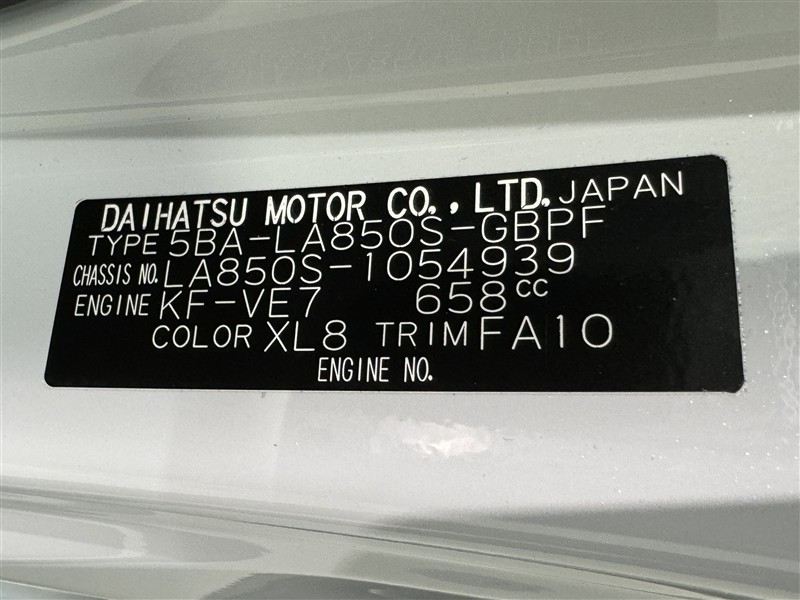 DAIHATSU MOTOR CO., LTD. JAPAN
TYPE 5BA-LA850S-GBPF
CHASSIS NO. LA850S-1054939
ENGINE KF-VE7 658cc
COLOR XL8 TRIM FA10
ENGINE NO.